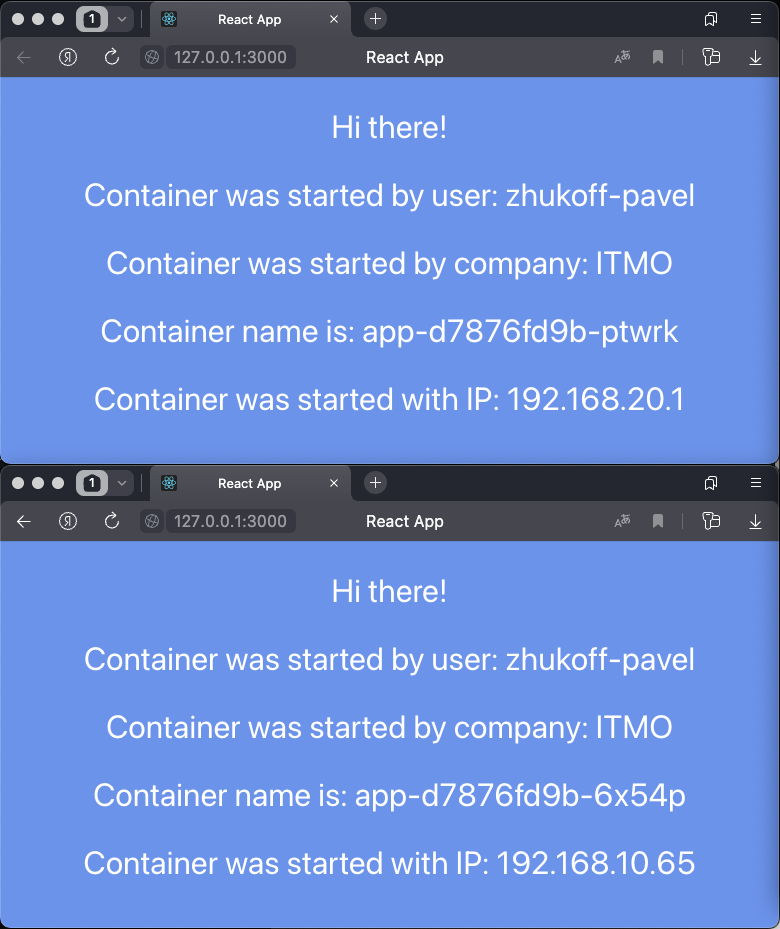 1
React App
Я
127.0.0.1:3000
React App
Hi there!
Container was started by user: zhukoff-pavel
Container was started by company: ITMO
Container name is: app-d7876fd9b-ptwrk
Container was started with IP: 192.168.20.1
1
React App
Я
127.0.0.1:3000
React App
Hi there!
Container was started by user: zhukoff-pavel
Container was started by company: ITMO
Container name is: app-d7876fd9b-6x54p
Container was started with IP: 192.168.10.65